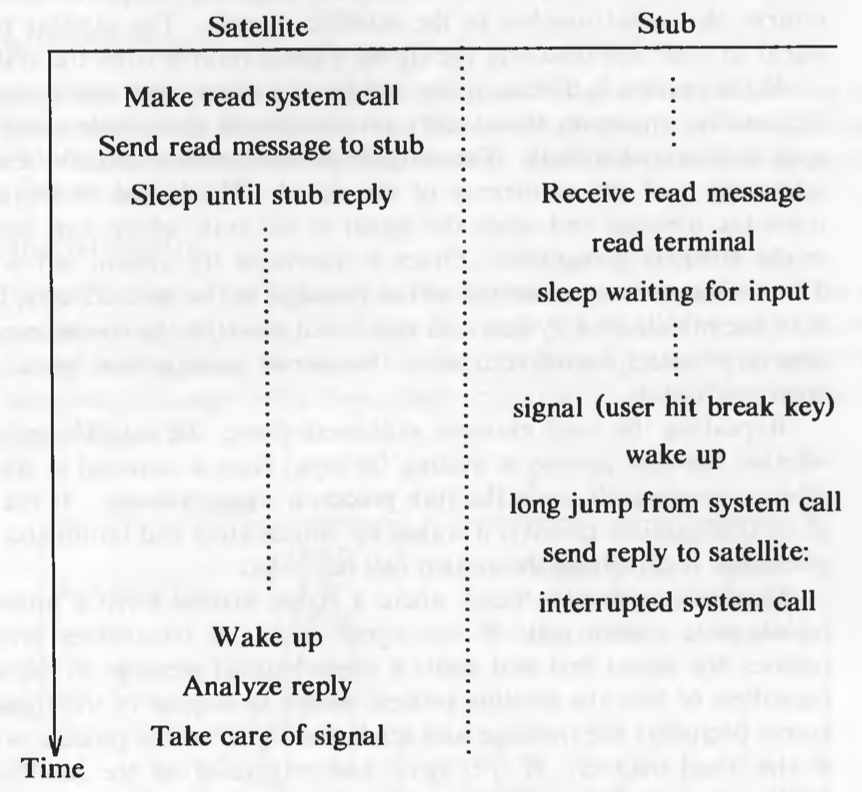 Satellite Stub
Make read system call
Send read message to stub
Sleep until stub reply Receive read message
read terminal
sleep waiting for input
signal (user hit break key)
wake up
long jump from system call
send reply to satellite:
interrupted system call
Wake up
Analyze reply
Take care of signal
Time